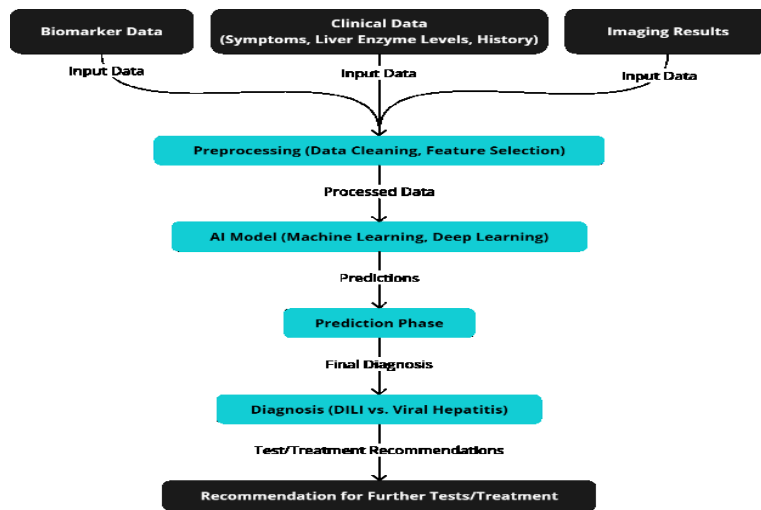 Biomarker Data
Clinical Data
(Symptoms, Liver Enzyme Levels, History)
Imaging Results
Input Data
Input Data
Input Data
Preprocessing (Data Cleaning, Feature Selection)
Processed Data
AI Model (Machine Learning, Deep Learning)
Predictions
Prediction Phase
Final Diagnosis
Diagnosis (DILI vs. Viral Hepatitis)
Test/Treatment Recommendations
Recommendation for Further Tests/Treatment